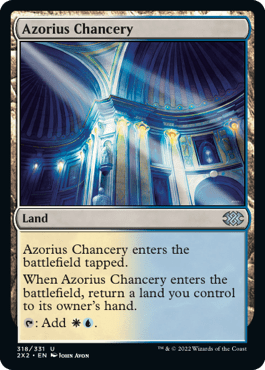 Azorius Chancery
Land
Azorius Chancery enters the
battlefield tapped.
When Azorius Chancery enters the
battlefield, return a land you control
to its owner's hand.
: Add .
318/331 U
2X2 • EN John Avon
™ & © 2022 Wizards of the Coast